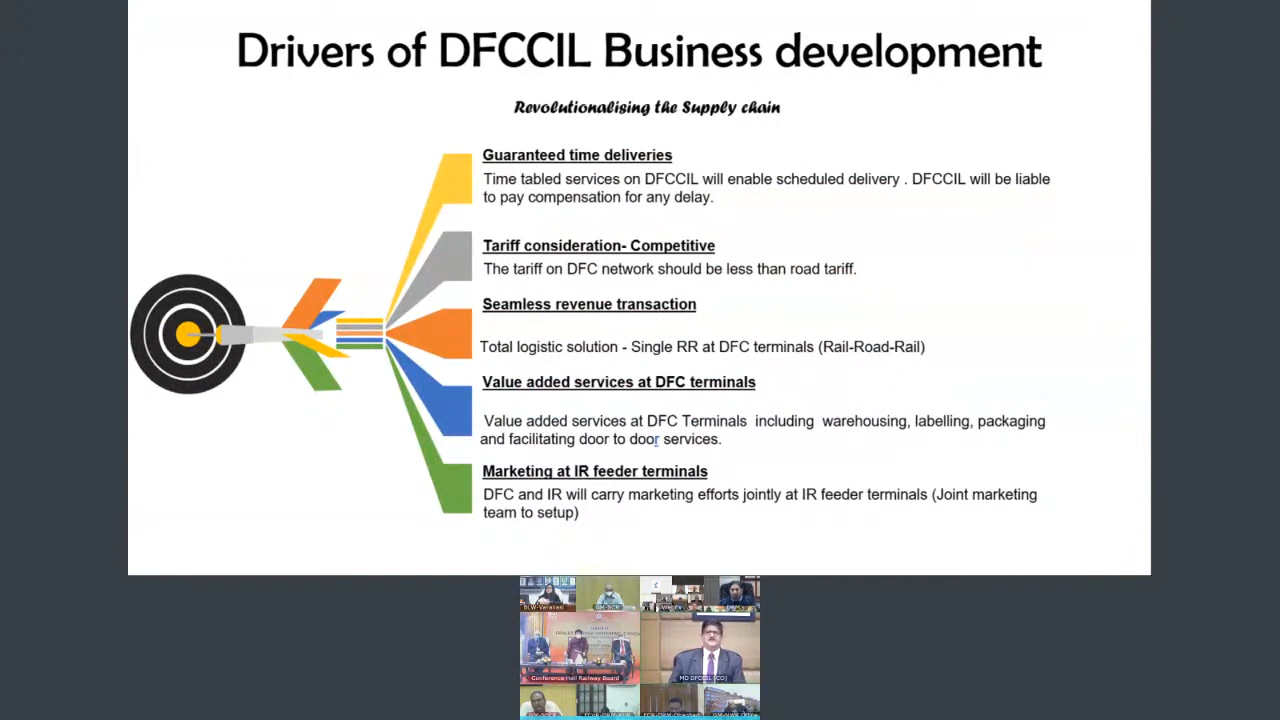 Drivers of DFCCIL Business development
Revolutionalising the Supply chain
Guaranteed time deliveries
Time tabled services on DFCCIL will enable scheduled delivery . DFCCIL will be liable
to pay compensation for any delay.
Tariff consideration- Competitive
The tariff on DFC network should be less than road tariff.
Seamless revenue transaction
Total logistic solution - Single RR at DFC terminals (Rail-Road-Rail)
Value added services at DFC terminals
Value added services at DFC Terminals including warehousing, labelling, packaging
and facilitating door to door services.
Marketing at IR feeder terminals
DFC and IR will carry marketing efforts jointly at IR feeder terminals (Joint marketing
team to setup)
BLW-Varanasi
Conference Hall Railway Board
MD DFCCIL (CO)